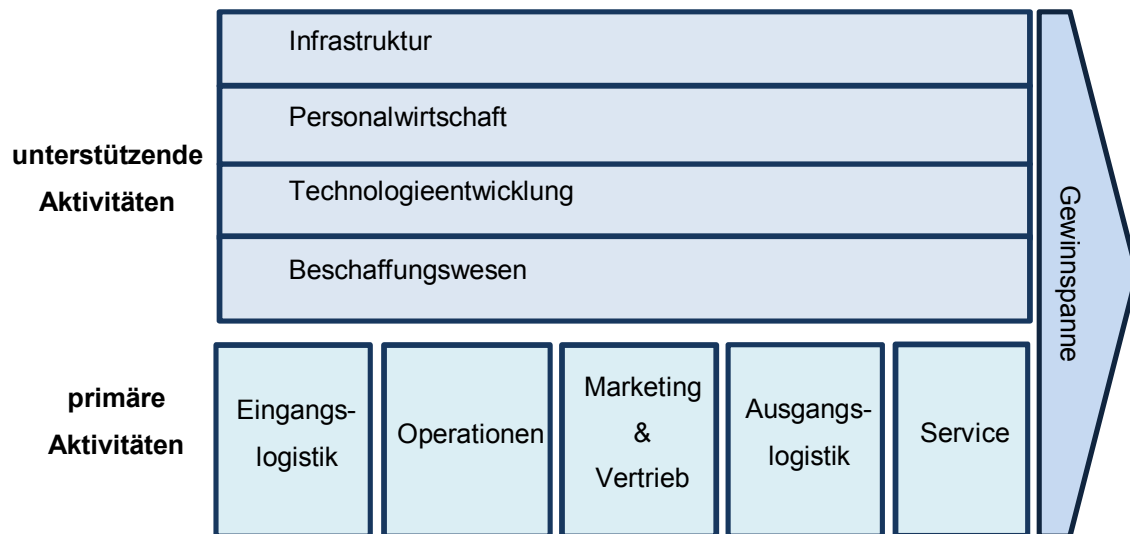 Infrastruktur
Personalwirtschaft
unterstützende
Aktivitäten
Technologieentwicklung
Beschaffungswesen
Gewinnspanne
primäre
Aktivitäten
Eingangs-
logistik
Operationen
Marketing
&
Vertrieb
Ausgangs-
logistik
Service